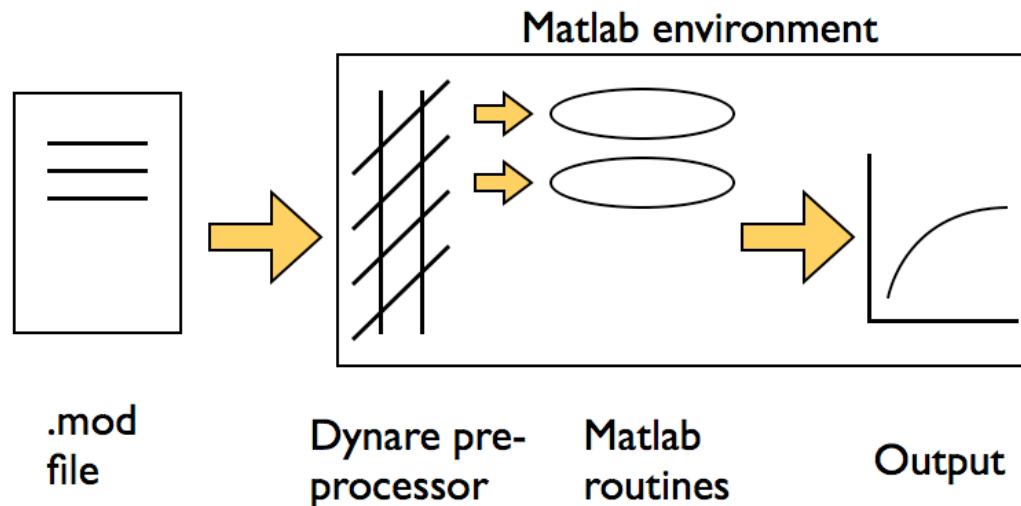 Matlab environment
.mod
file
Dynare pre-
processor
Matlab
routines
Output